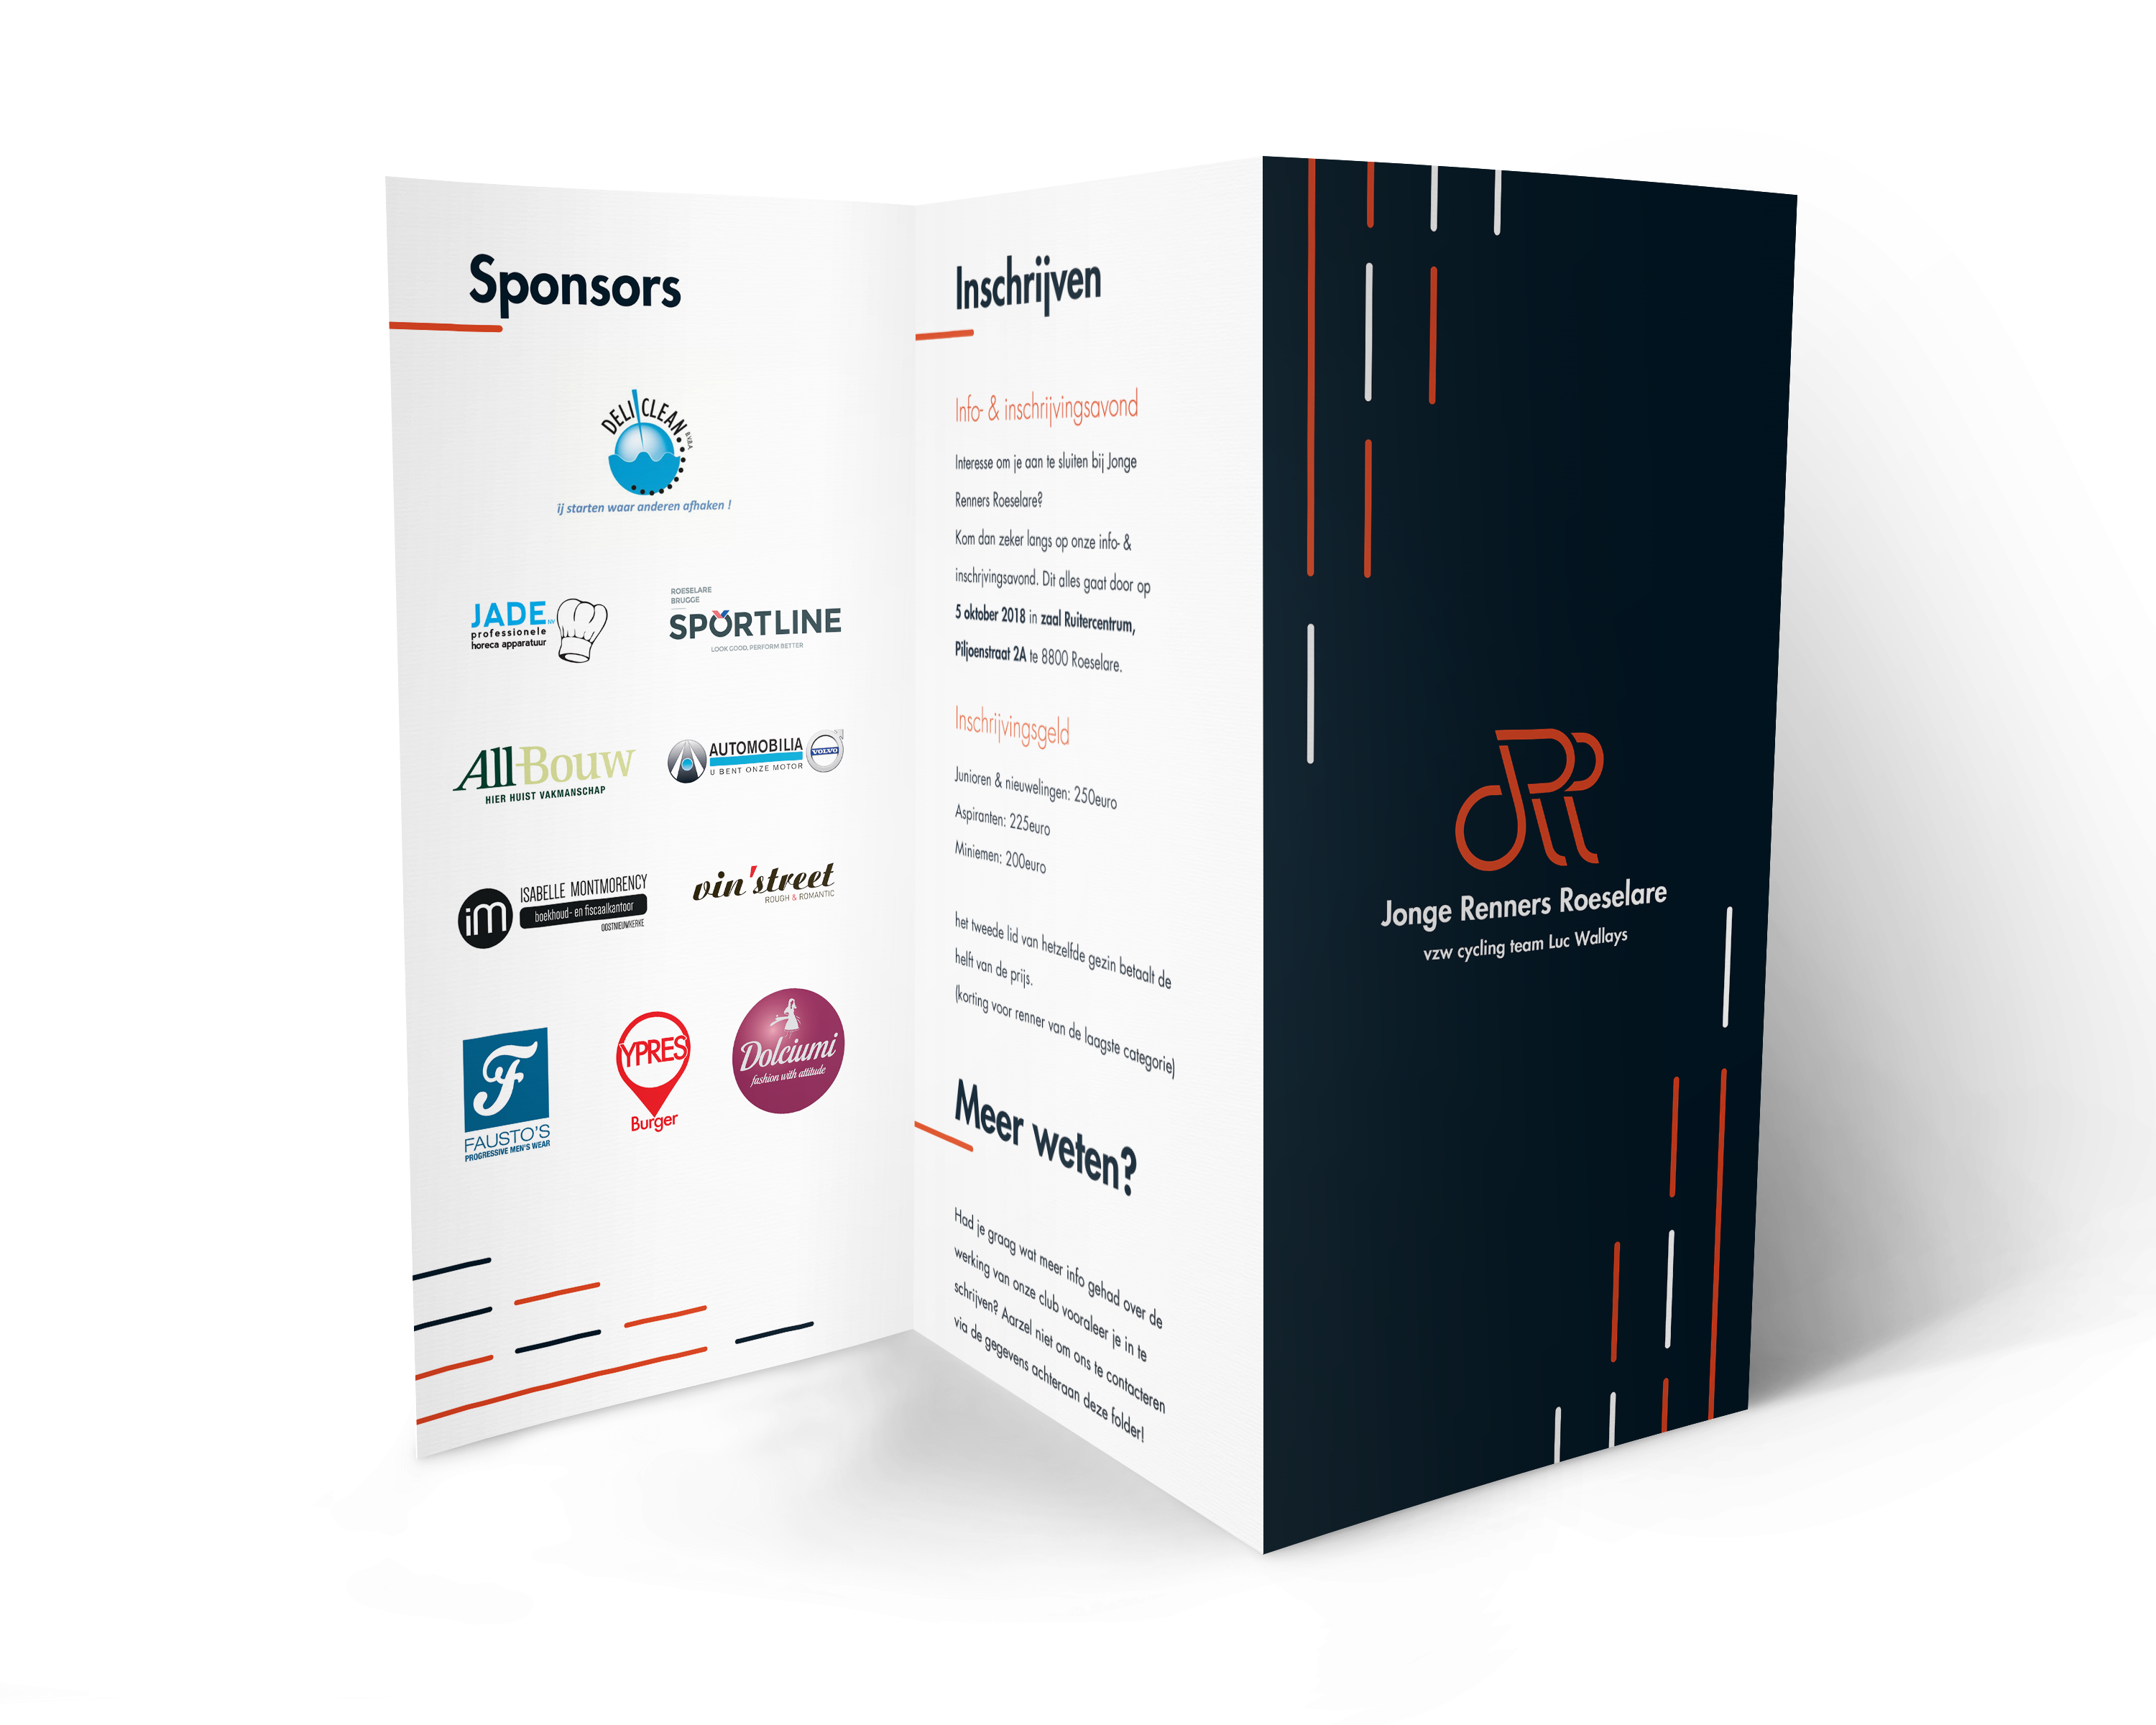 Sponsors
DELI CLEAN BVBA
ij starten waar anderen afhaken !
JADE NV
professionele
horeca apparatuur
ROESELARE
BRUGGE
SPORTLINE
LOOK GOOD, PERFORM BETTER
All-Bouw
HIER HUIST VAKMANSCHAP
AUTOMOBILIA
U BENT ONZE MOTOR
VOLVO
im
ISABELLE MONTMORENCY
boekhoud- en fiscaalkantoor
OOSTNIEUWKERKE
vin'street
ROUGH & ROMANTIC
F
FAUSTO'S
PROGRESSIVE MEN'S WEAR
YPRES
Burger
Dolciumi
fashion with attitude
Inschrijven
Info- & inschrijvingsavond
Interesse om je aan te sluiten bij Jonge
Renners Roeselare?
Kom dan zeker langs op onze info- &
inschrjvingsavond. Dit alles gaat door op
5 oktober 2018 in zaal Ruitercentrum,
Piljoenstraat 2A te 8800 Roeselare.
Inschrijvingsgeld
Junioren & nieuwelingen: 250euro
Aspiranten: 225euro
Miniemen: 200euro
het tweede lid van hetzelfde gezin betaalt de
helft van de prijs.
(korting voor renner van de laagste categorie)
Meer weten?
Had je graag wat meer info gehad over de
werking van onze club vooraleer je in te
schrijven? Aarzel niet om ons te contacteren
via de gegevens achteraan deze folder!
JRR
Jonge Renners Roeselare
vzw cycling team Luc Wallays